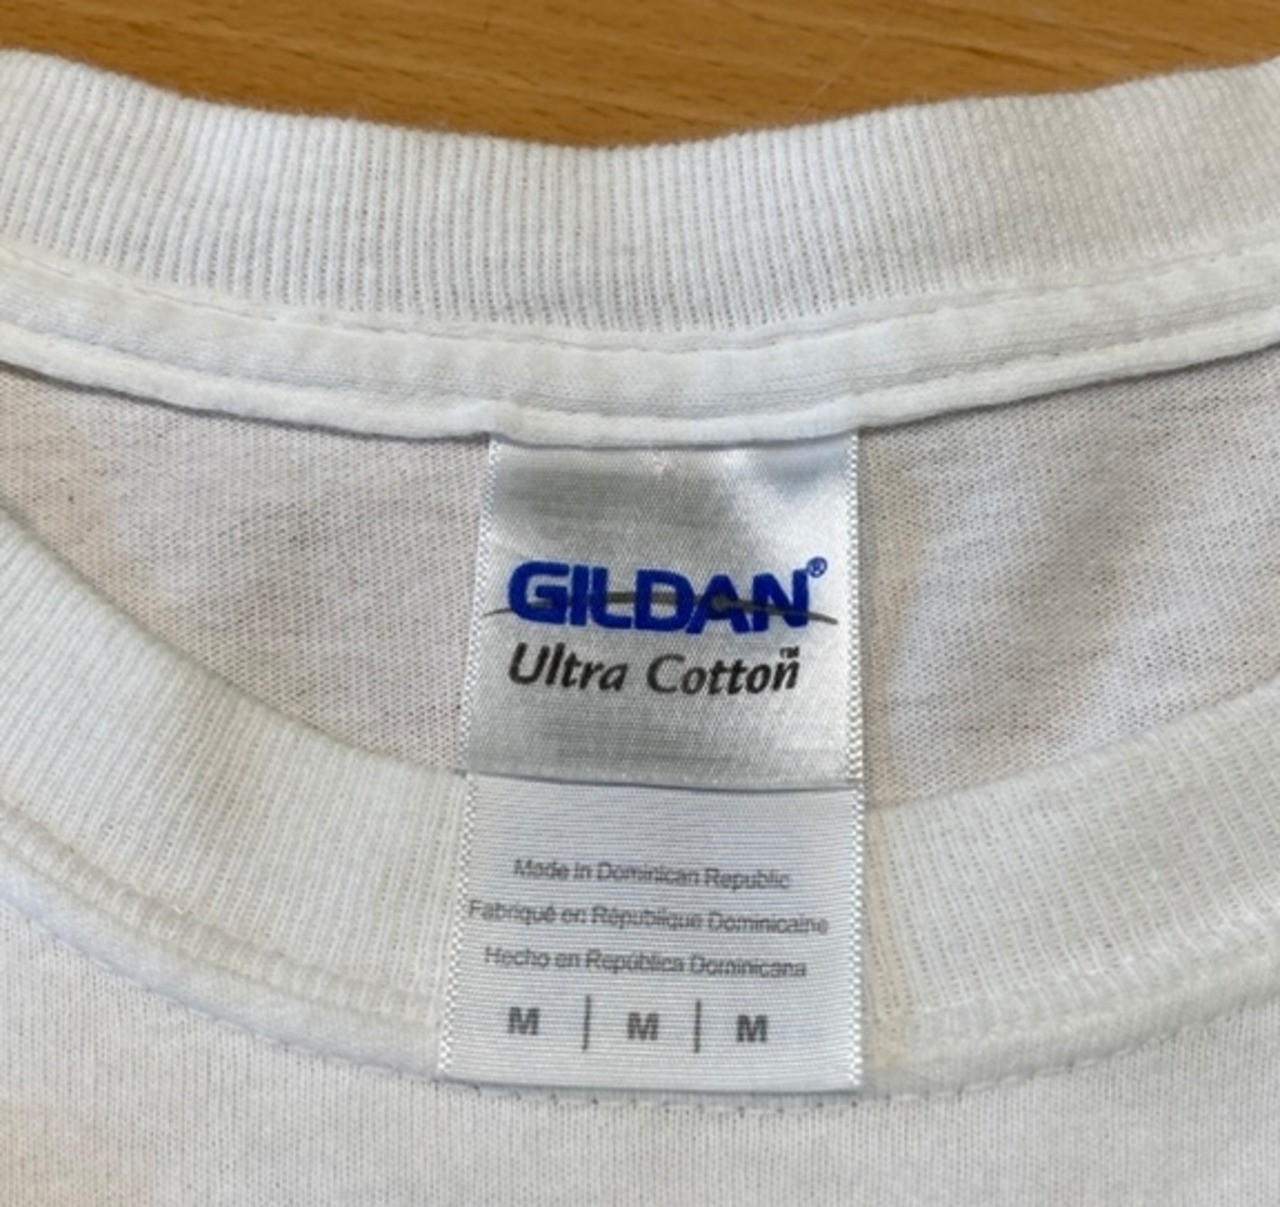 GILDAN®
Ultra Cotton™
Made in Dominican Republic
Fabriqué en République Dominicaine
Hecho en República Dominicana
M | M | M